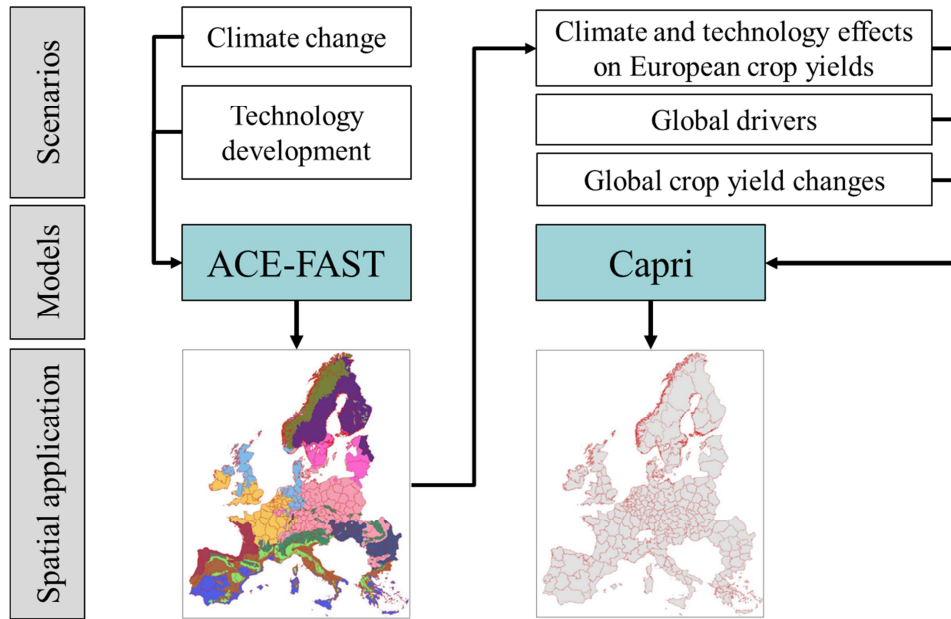 Scenarios
Climate change
Technology
development
Climate and technology effects
on European crop yields
Global drivers
Global crop yield changes
Models
ACE-FAST
Capri
Spatial application